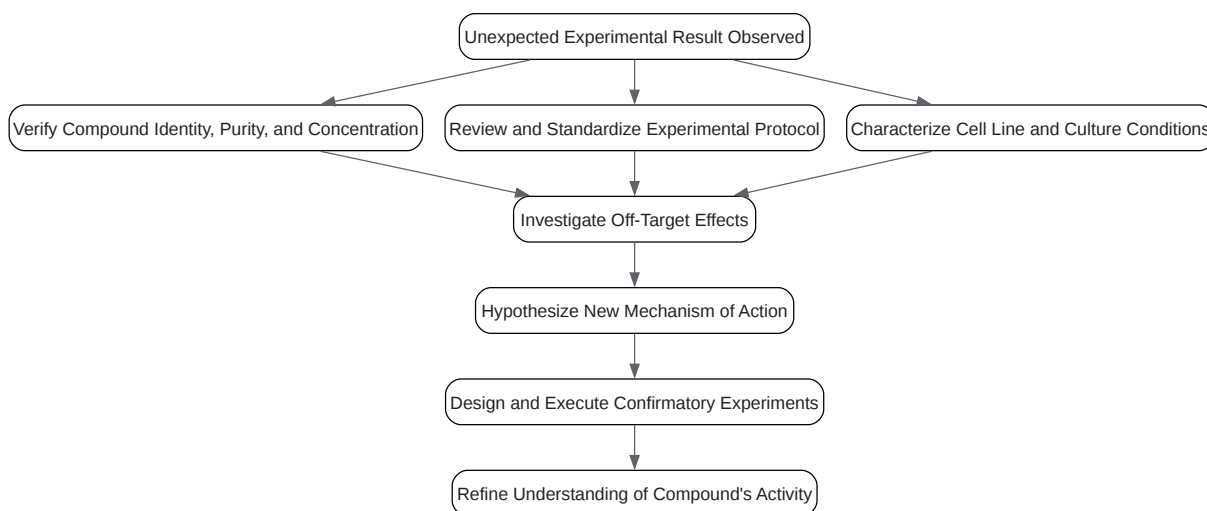 Unexpected Experimental Result Observed
Verify Compound Identity, Purity, and Concentration
Review and Standardize Experimental Protocol
Characterize Cell Line and Culture Conditions
Investigate Off-Target Effects
Hypothesize New Mechanism of Action
Design and Execute Confirmatory Experiments
Refine Understanding of Compound's Activity